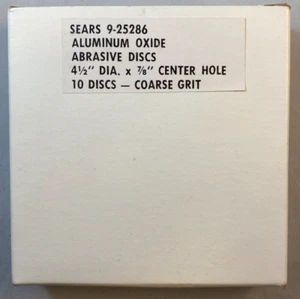 SEARS 9-25286
ALUMINUM OXIDE
ABRASIVE DISCS
4½" DIA. x ⅞" CENTER HOLE
10 DISCS — COARSE GRIT